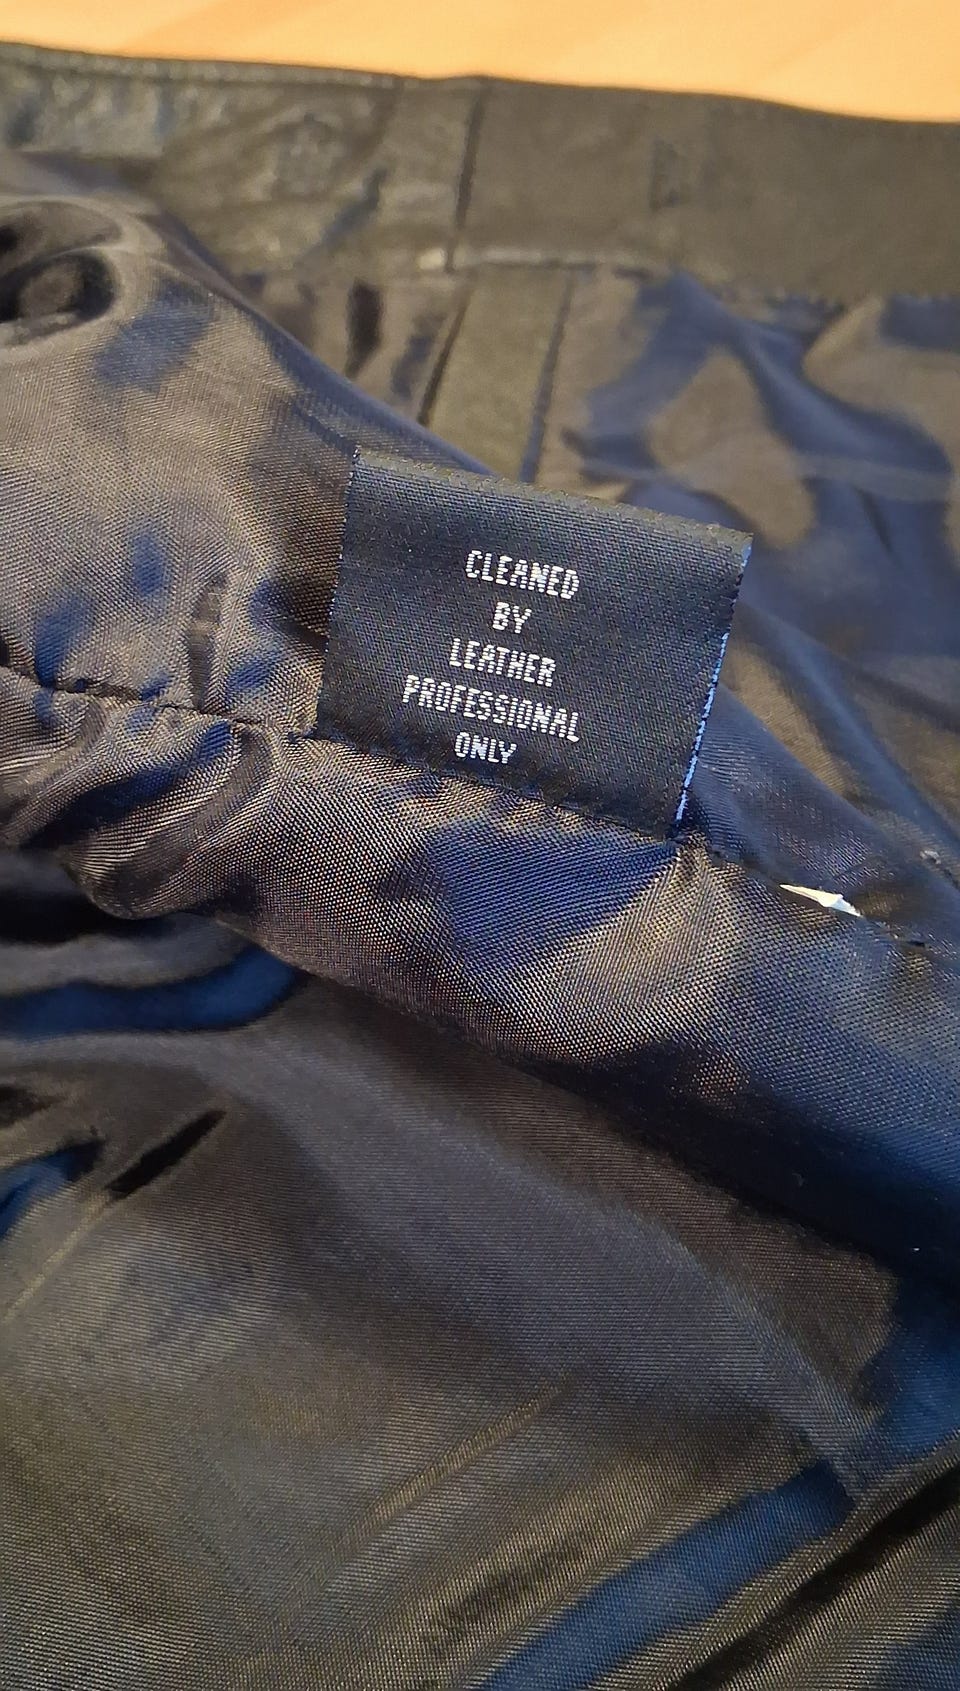 CLEANED
BY
LEATHER
PROFESSIONAL
ONLY